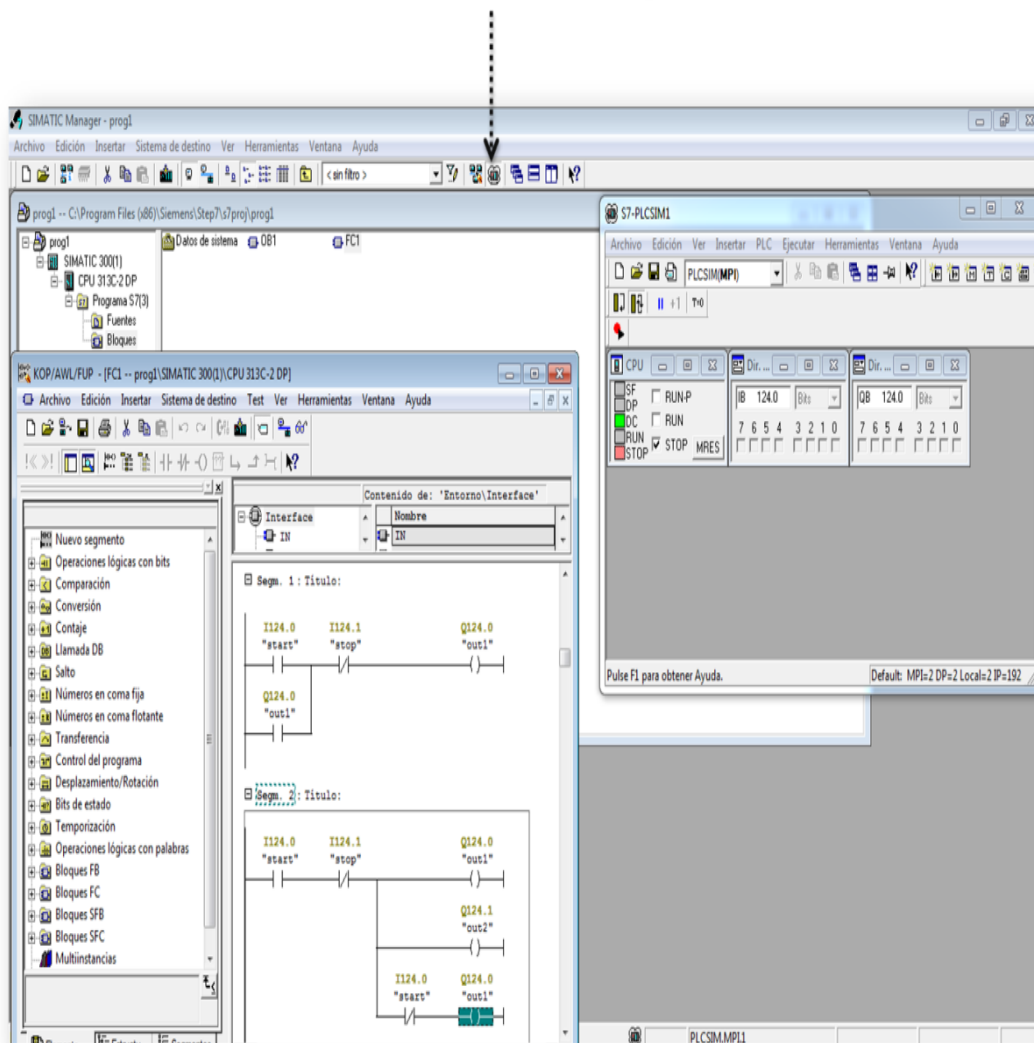 SIMATIC Manager - prog1
Archivo Edición Insertar Sistema de destino Ver Herramientas Ventana Ayuda
< sin filtro >
prog1 -- C:\Program Files (x86)\Siemens\Step7\s7proj\prog1
prog1
SIMATIC 300(1)
CPU 313C-2 DP
Programa S7(3)
Fuentes
Bloques
Datos de sistema OB1 FC1
S7-PLCSIM1
Archivo Edición Ver Insertar PLC Ejecutar Herramientas Ventana Ayuda
PLCSIM(MPI)
+1 T=0
CPU
SF
DP
DC
RUN
STOP
RUN-P
RUN
STOP
MRES
Dir. ...
IB 124.0 Bits
7 6 5 4 3 2 1 0
Dir. ...
QB 124.0 Bits
7 6 5 4 3 2 1 0
Pulse F1 para obtener Ayuda.
Default: MPI=2 DP=2 Local=2 IP=192
KOP/AWL/FUP - [FC1 -- prog1\SIMATIC 300(1)\CPU 313C-2 DP]
Archivo Edición Insertar Sistema de destino Test Ver Herramientas Ventana Ayuda
Nuevo segmento
Operaciones lógicas con bits
Comparación
Conversión
Contaje
Llamada DB
Salto
Números en coma fija
Números en coma flotante
Transferencia
Control del programa
Desplazamiento/Rotación
Bits de estado
Temporización
Operaciones lógicas con palabras
Bloques FB
Bloques FC
Bloques SFB
Bloques SFC
Multiinstancias
Contenido de: 'Entorno\Interface'
Interface
IN
Nombre
IN
Segm. 1 : Título:
I124.0 I124.1 Q124.0
"start" "stop" "out1"
Q124.0
"out1"
Segm. 2 : Título:
I124.0 I124.1 Q124.0
"start" "stop" "out1"
Q124.1
"out2"
I124.0 Q124.0
"start" "out1"
PLCSIM.MPI.1